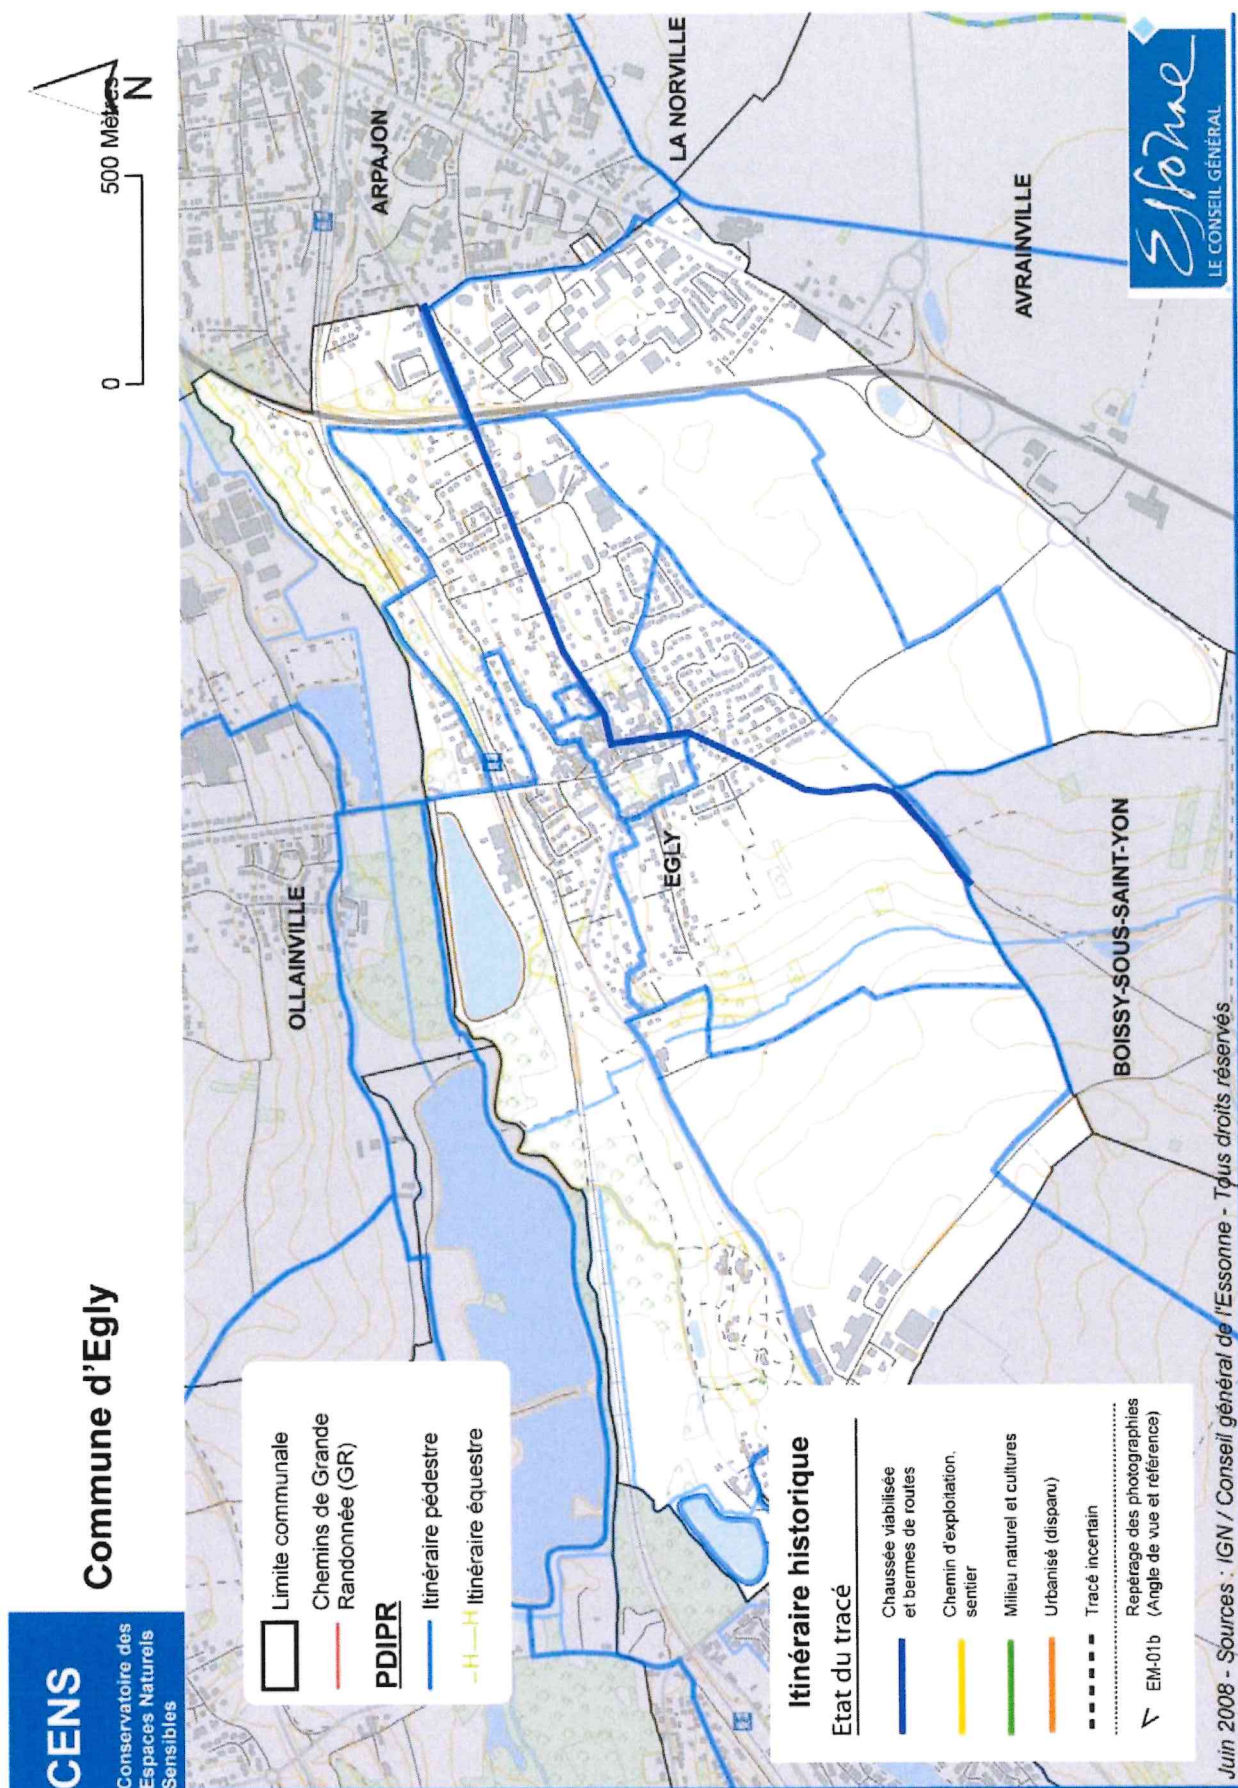 CENS
Conservatoire des
Espaces Naturels
Sensibles
Commune d'Egly
0
500 Mètres
N
OLLAINVILLE
ARPAJON
LA NORVILLE
EGLY
AVRAINVILLE
BOISSY-SOUS-SAINT-YON
Limite communale
Chemins de Grande
Randonnée (GR)
PDIPR
Itinéraire pédestre
-H—H Itinéraire équestre
Itinéraire historique
Etat du tracé
Chaussée viabilisée
et bermes de routes
Chemin d'exploitation,
sentier
Milieu naturel et cultures
Urbanisé (disparu)
Tracé incertain
Repérage des photographies
EM-01b (Angle de vue et référence)
Essonne
LE CONSEIL GÉNÉRAL
Juin 2008 - Sources : IGN / Conseil général de l'Essonne - Tous droits réservés